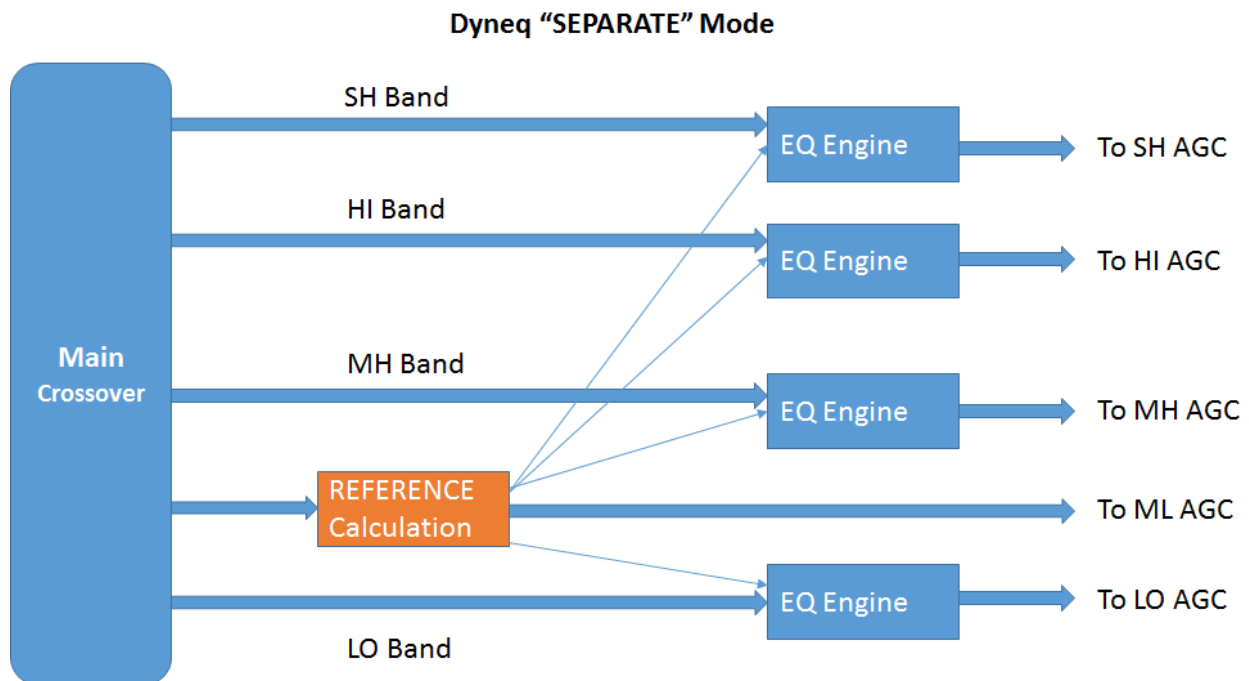 Dyneq “SEPARATE” Mode
SH Band
EQ Engine
To SH AGC
HI Band
EQ Engine
To HI AGC
Main
Crossover
MH Band
EQ Engine
To MH AGC
REFERENCE
Calculation
To ML AGC
EQ Engine
To LO AGC
LO Band